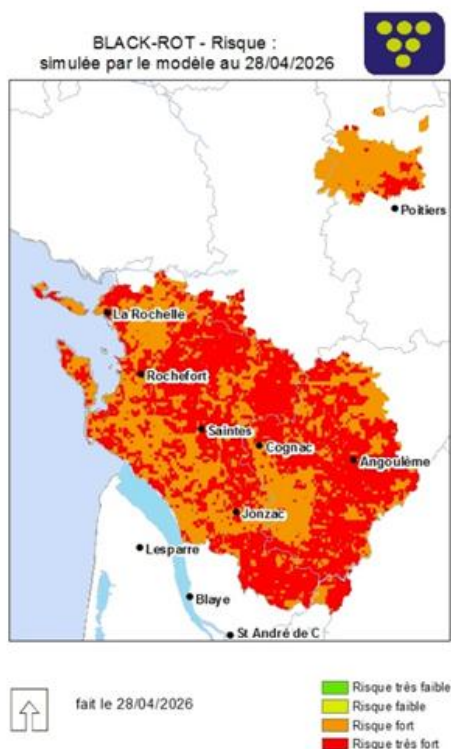 BLACK-ROT - Risque :
simulée par le modèle au 28/04/2026
Poitiers
La Rochelle
Rochefort
Saintes
Cognac
Angoulême
Jonzac
Lesparre
Blaye
St André de C
fait le 28/04/2026
Risque très faible
Risque faible
Risque fort
Risque très fort